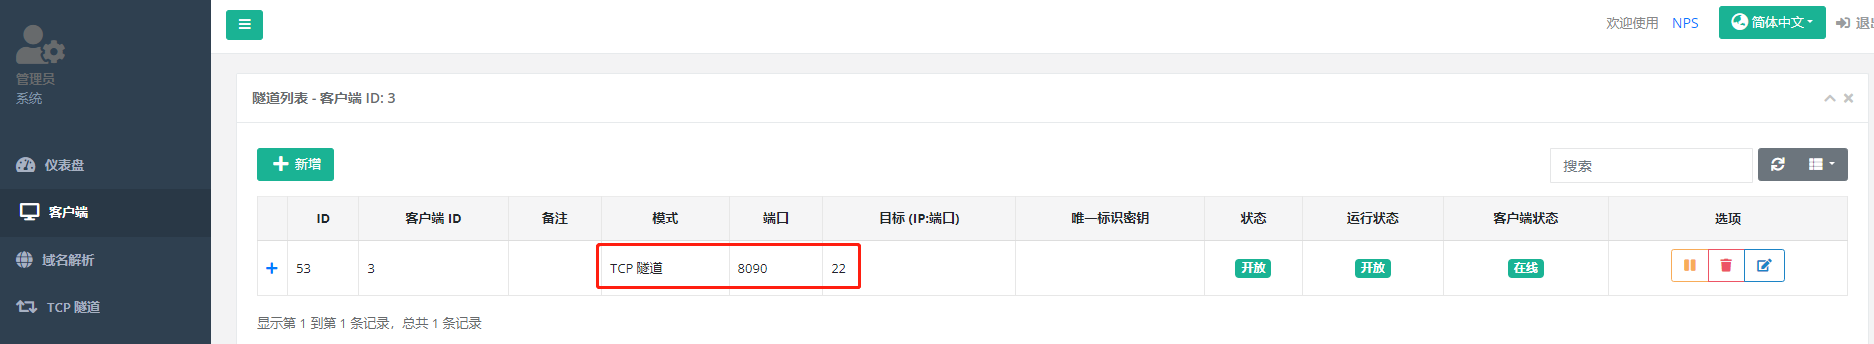 欢迎使用 NPS 简体中文 退出
管理员
系统
仪表盘
客户端
域名解析
TCP 隧道
隧道列表 - 客户端 ID: 3
新增
搜索
ID 客户端 ID 备注 模式 端口 目标 (IP:端口) 唯一标识密钥 状态 运行状态 客户端状态 选项
53 3 TCP 隧道 8090 22 开放 开放 在线
显示第 1 到第 1 条记录，总共 1 条记录